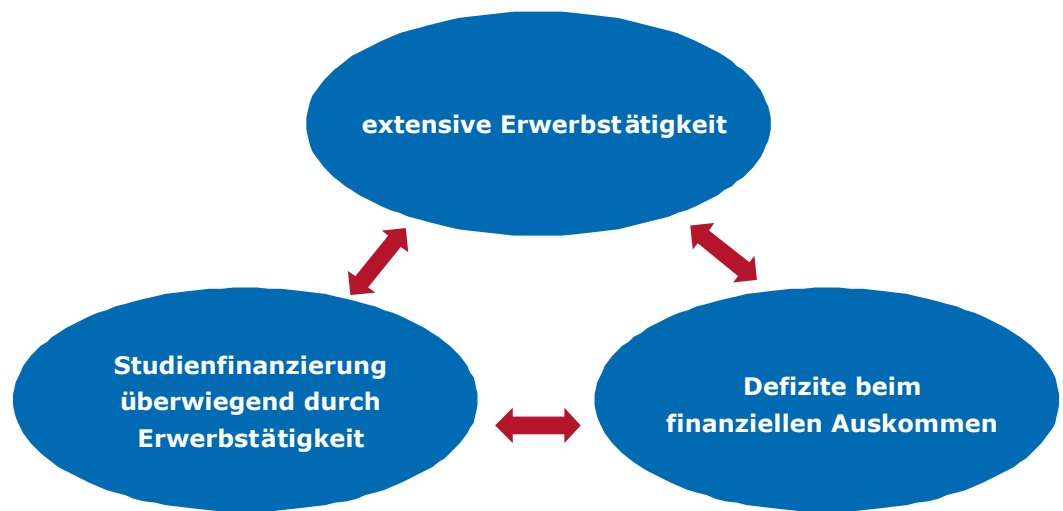 extensive Erwerbstätigkeit
Studienfinanzierung
überwiegend durch
Erwerbstätigkeit
Defizite beim
finanziellen Auskommen